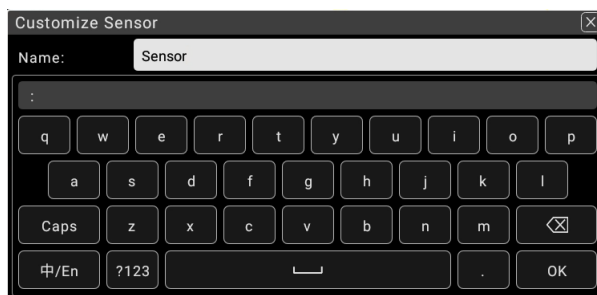 Customize Sensor
Name: Sensor
:
q w e r t y u i o p
a s d f g h j k l
Caps z x c v b n m
中/En ?123 . OK